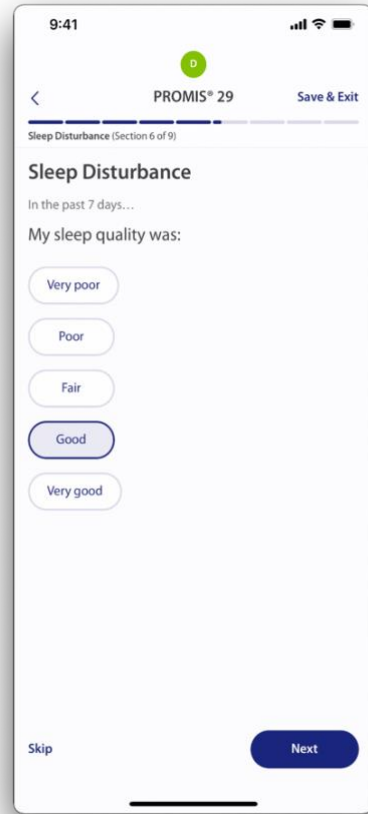 9:41
D
PROMIS® 29
Save & Exit
Sleep Disturbance (Section 6 of 9)
Sleep Disturbance
In the past 7 days...
My sleep quality was:
Very poor
Poor
Fair
Good
Very good
Skip
Next